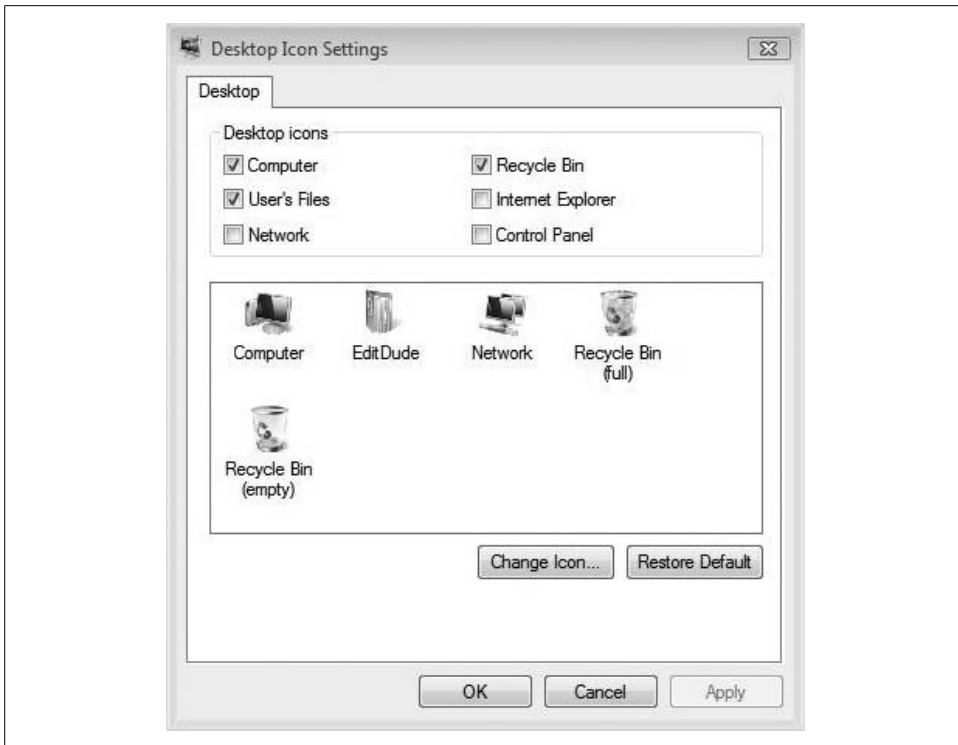 Desktop Icon Settings
Desktop
Desktop icons
Computer
Recycle Bin
User's Files
Internet Explorer
Network
Control Panel
Computer
EditDude
Network
Recycle Bin
(full)
Recycle Bin
(empty)
Change Icon...
Restore Default
OK
Cancel
Apply